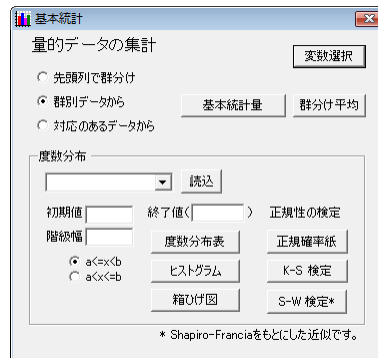 基本統計
量的データの集計
変数選択
先頭列で群分け
群別データから
基本統計量 群分け平均
対応のあるデータから
度数分布
読込
初期値 終了値( ) 正規性の検定
階級幅
度数分布表 正規確率紙
a<=x<b
ヒストグラム K-S 検定
a<x<=b
箱ひげ図 S-W 検定*
* Shapiro-Franciaをもとにした近似です。